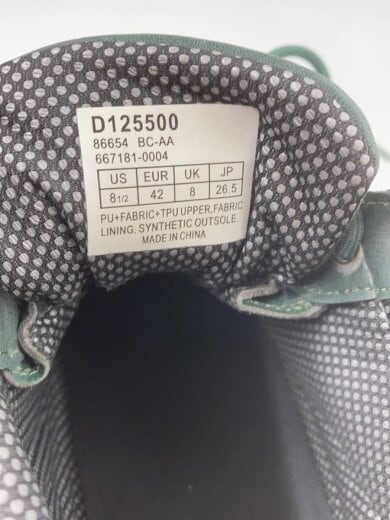 D125500
86654 BC-AA
667181-0004
US EUR UK JP
8 1/2 42 8 26.5
PU+FABRIC+TPU UPPER, FABRIC
LINING, SYNTHETIC OUTSOLE.
MADE IN CHINA